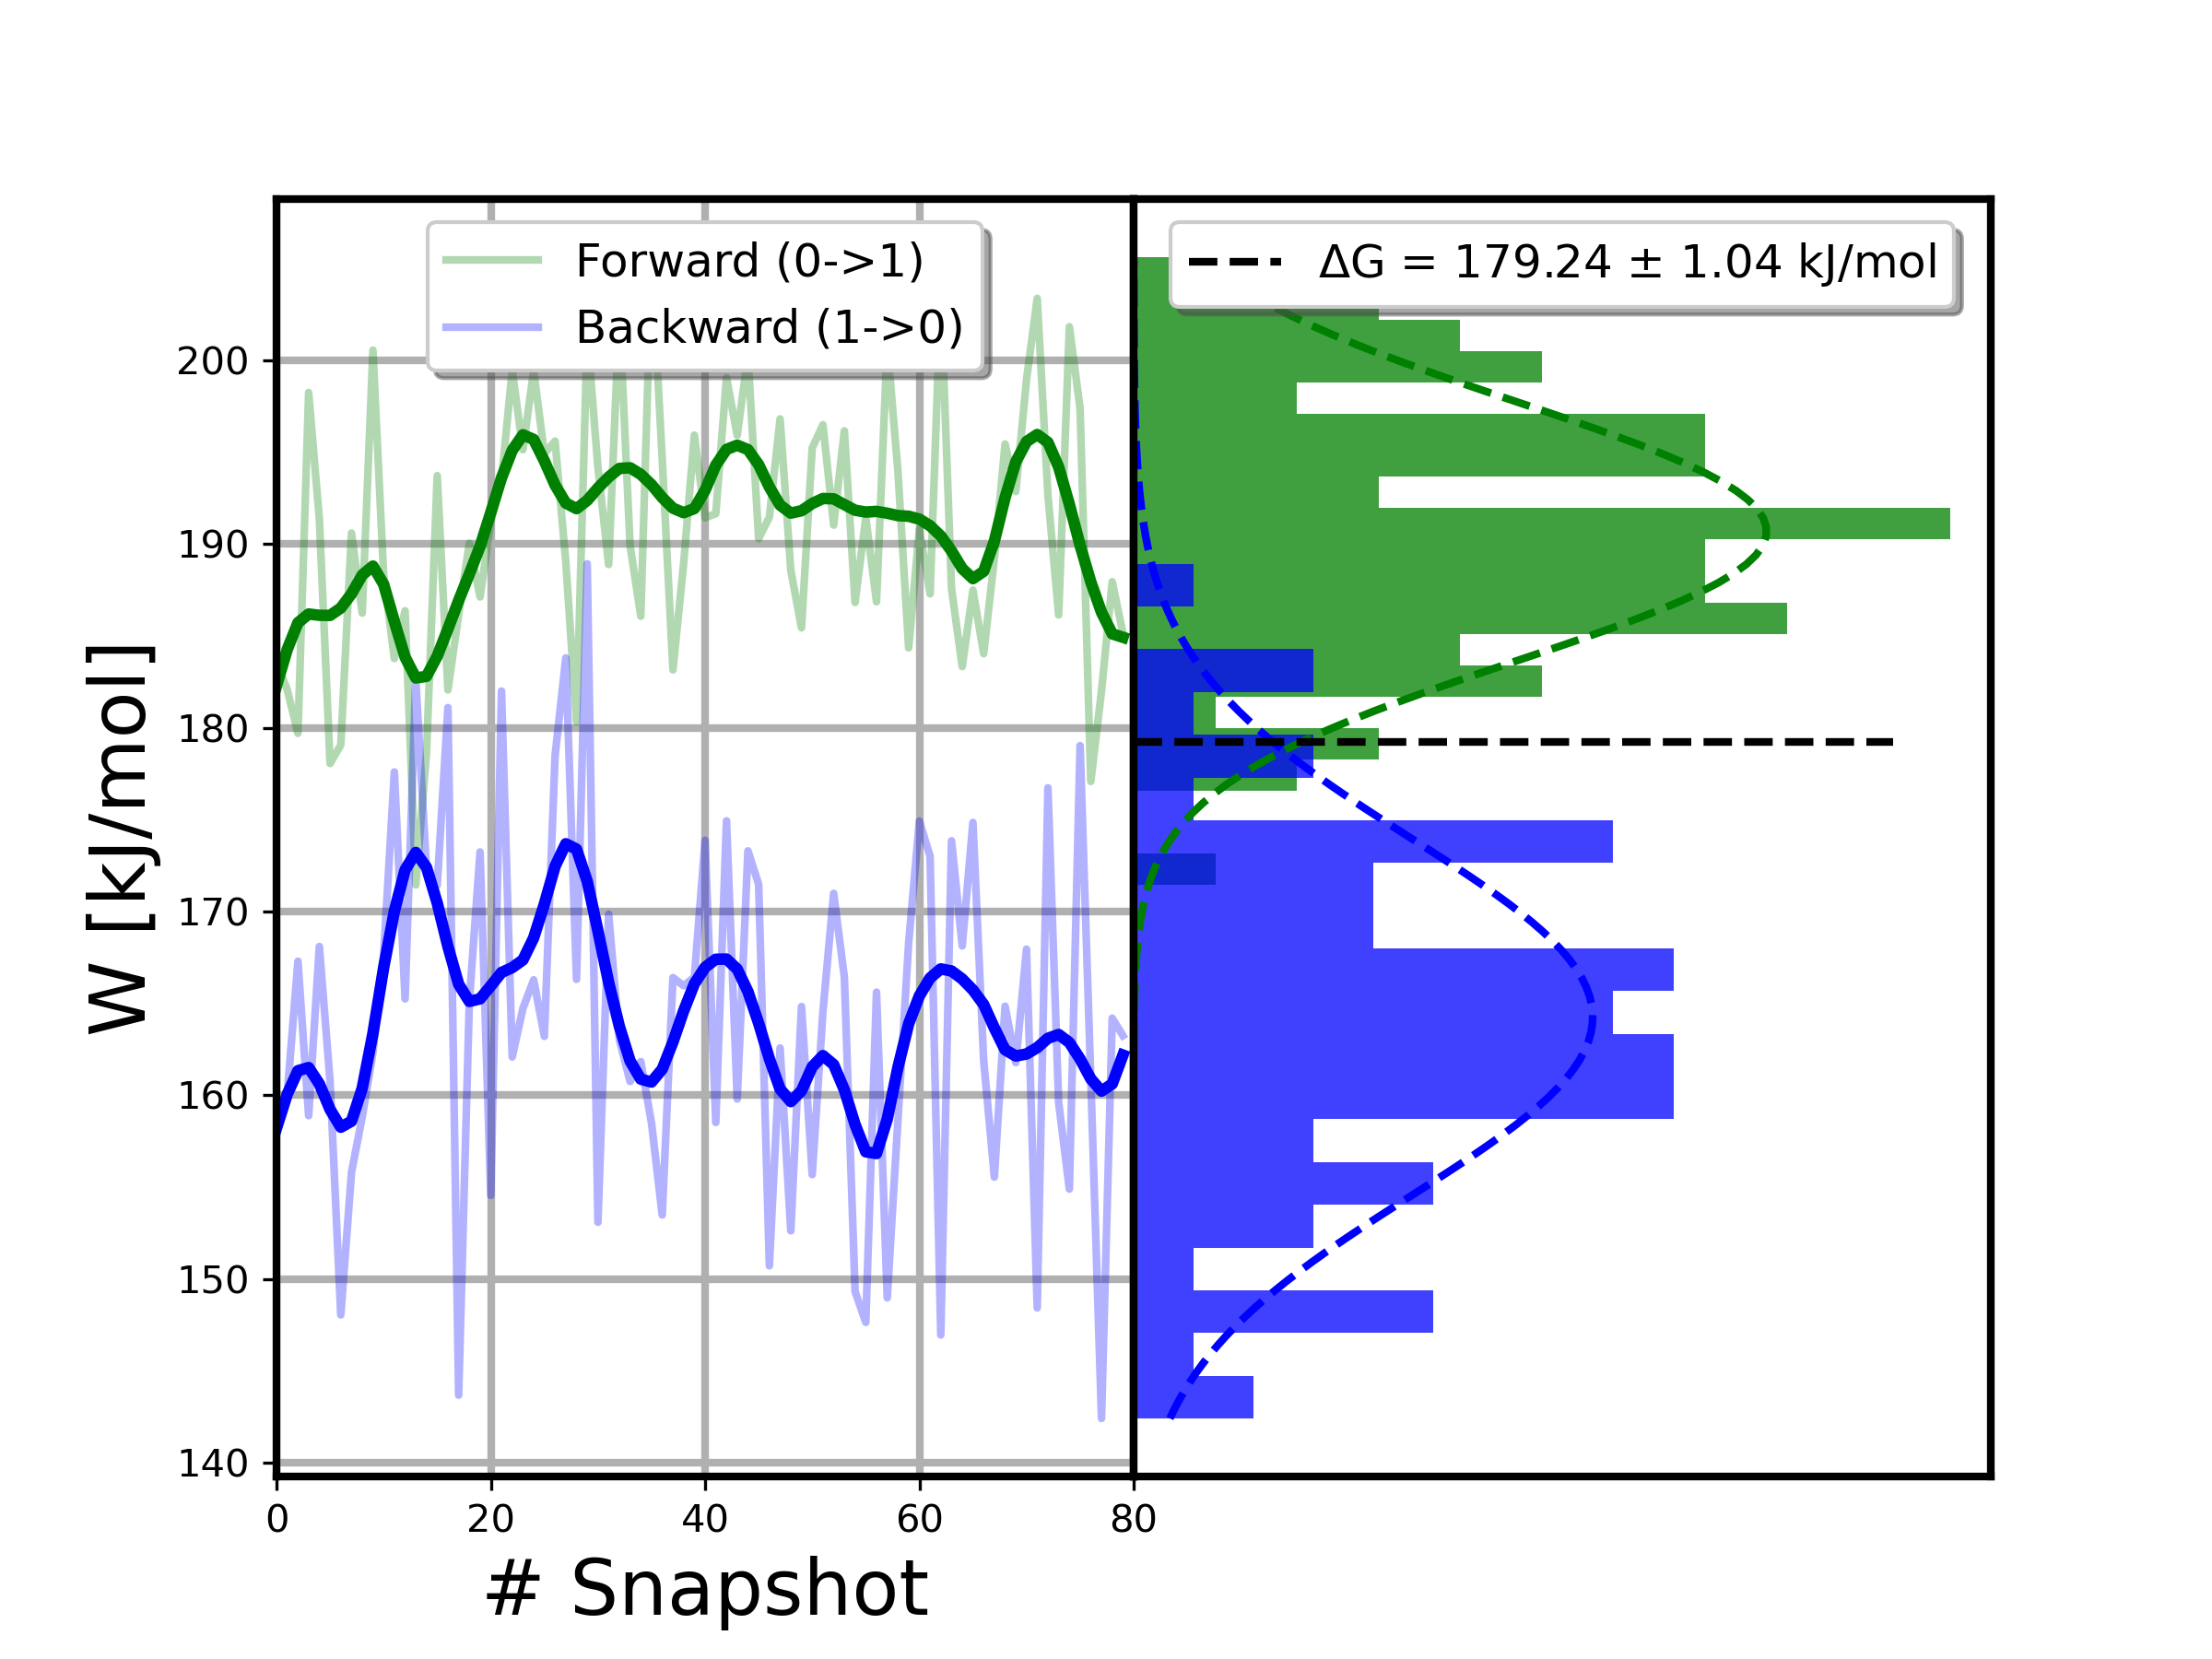 Forward (0->1)
Backward (1->0)
ΔG = 179.24 ± 1.04 kJ/mol
200
190
180
170
160
150
140
W [kJ/mol]
0 20 40 60 80
# Snapshot